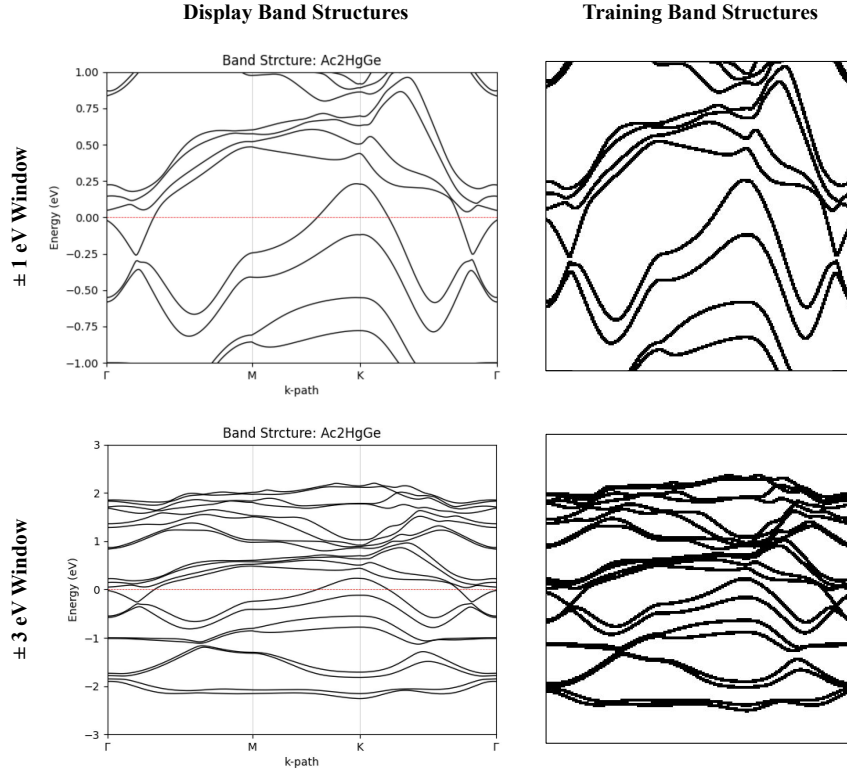 Display Band Structures
Training Band Structures
± 1 eV Window
Band Strcture: Ac2HgGe
Energy (eV)
1.00
0.75
0.50
0.25
0.00
−0.25
−0.50
−0.75
−1.00
Γ M K Γ
k-path
± 3 eV Window
Band Strcture: Ac2HgGe
Energy (eV)
3
2
1
0
−1
−2
−3
Γ M K Γ
k-path